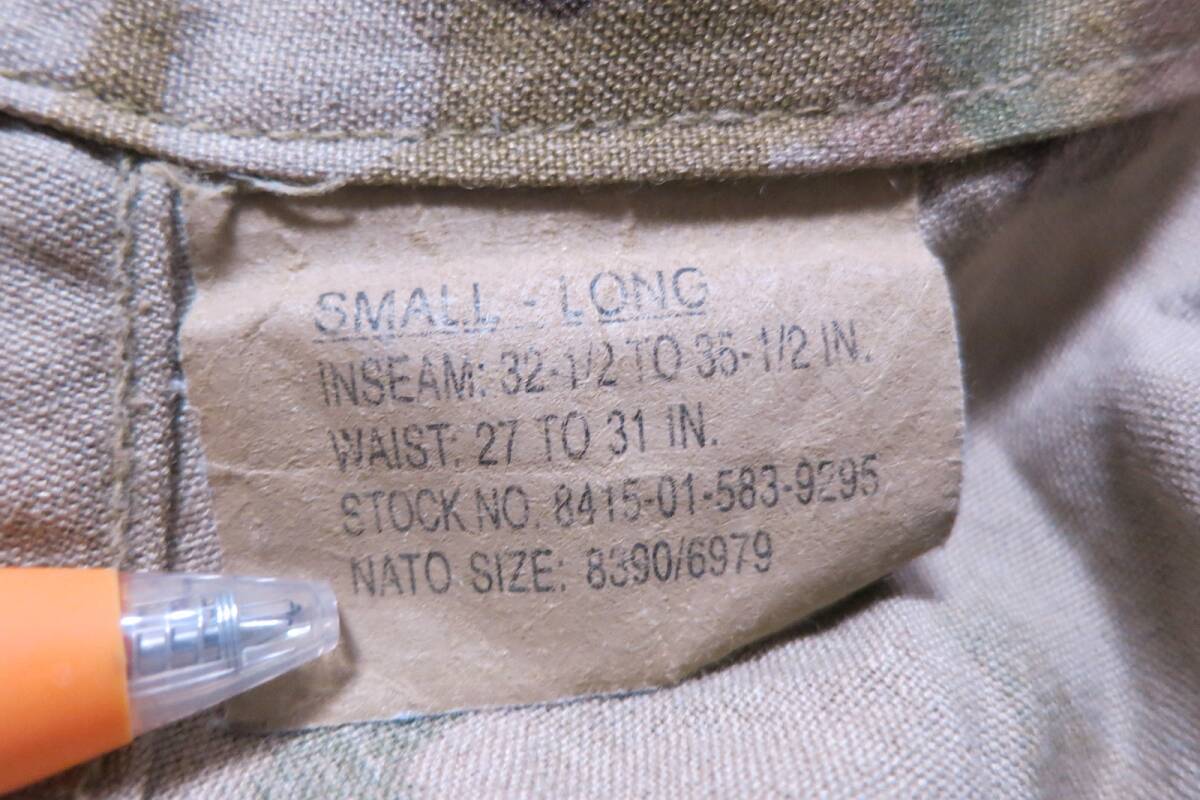 SMALL - LONG
INSEAM: 32-1/2 TO 35-1/2 IN.
WAIST: 27 TO 31 IN.
STOCK NO. 8415-01-583-9295
NATO SIZE: 8390/6979